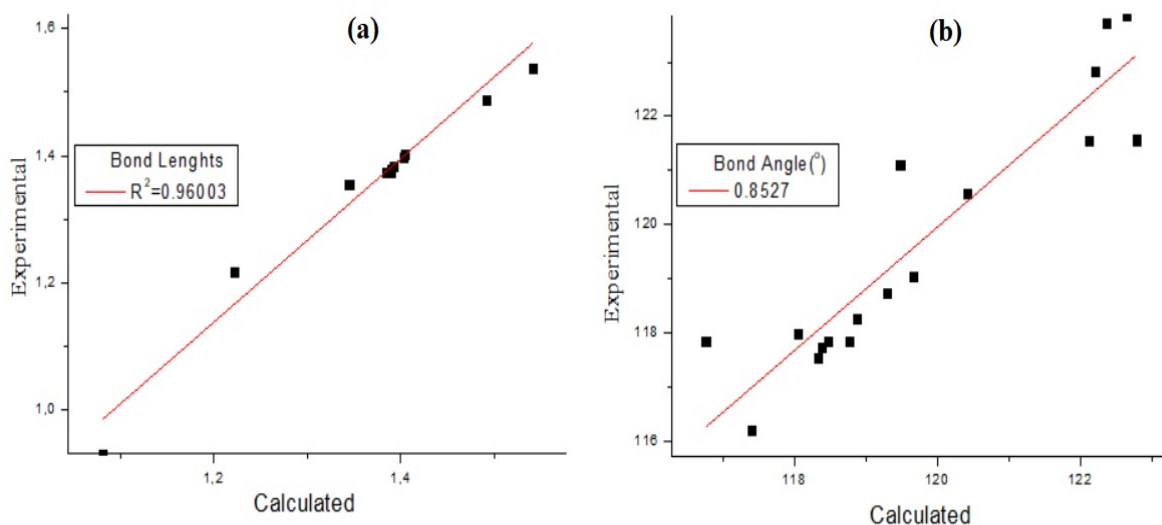 (a)
1,6
1,4
1,2
1,0
Experimental
Bond Lenghts
R²=0.96003
1,2
1,4
Calculated
(b)
122
120
118
116
Experimental
Bond Angle(°)
0.8527
118
120
122
Calculated